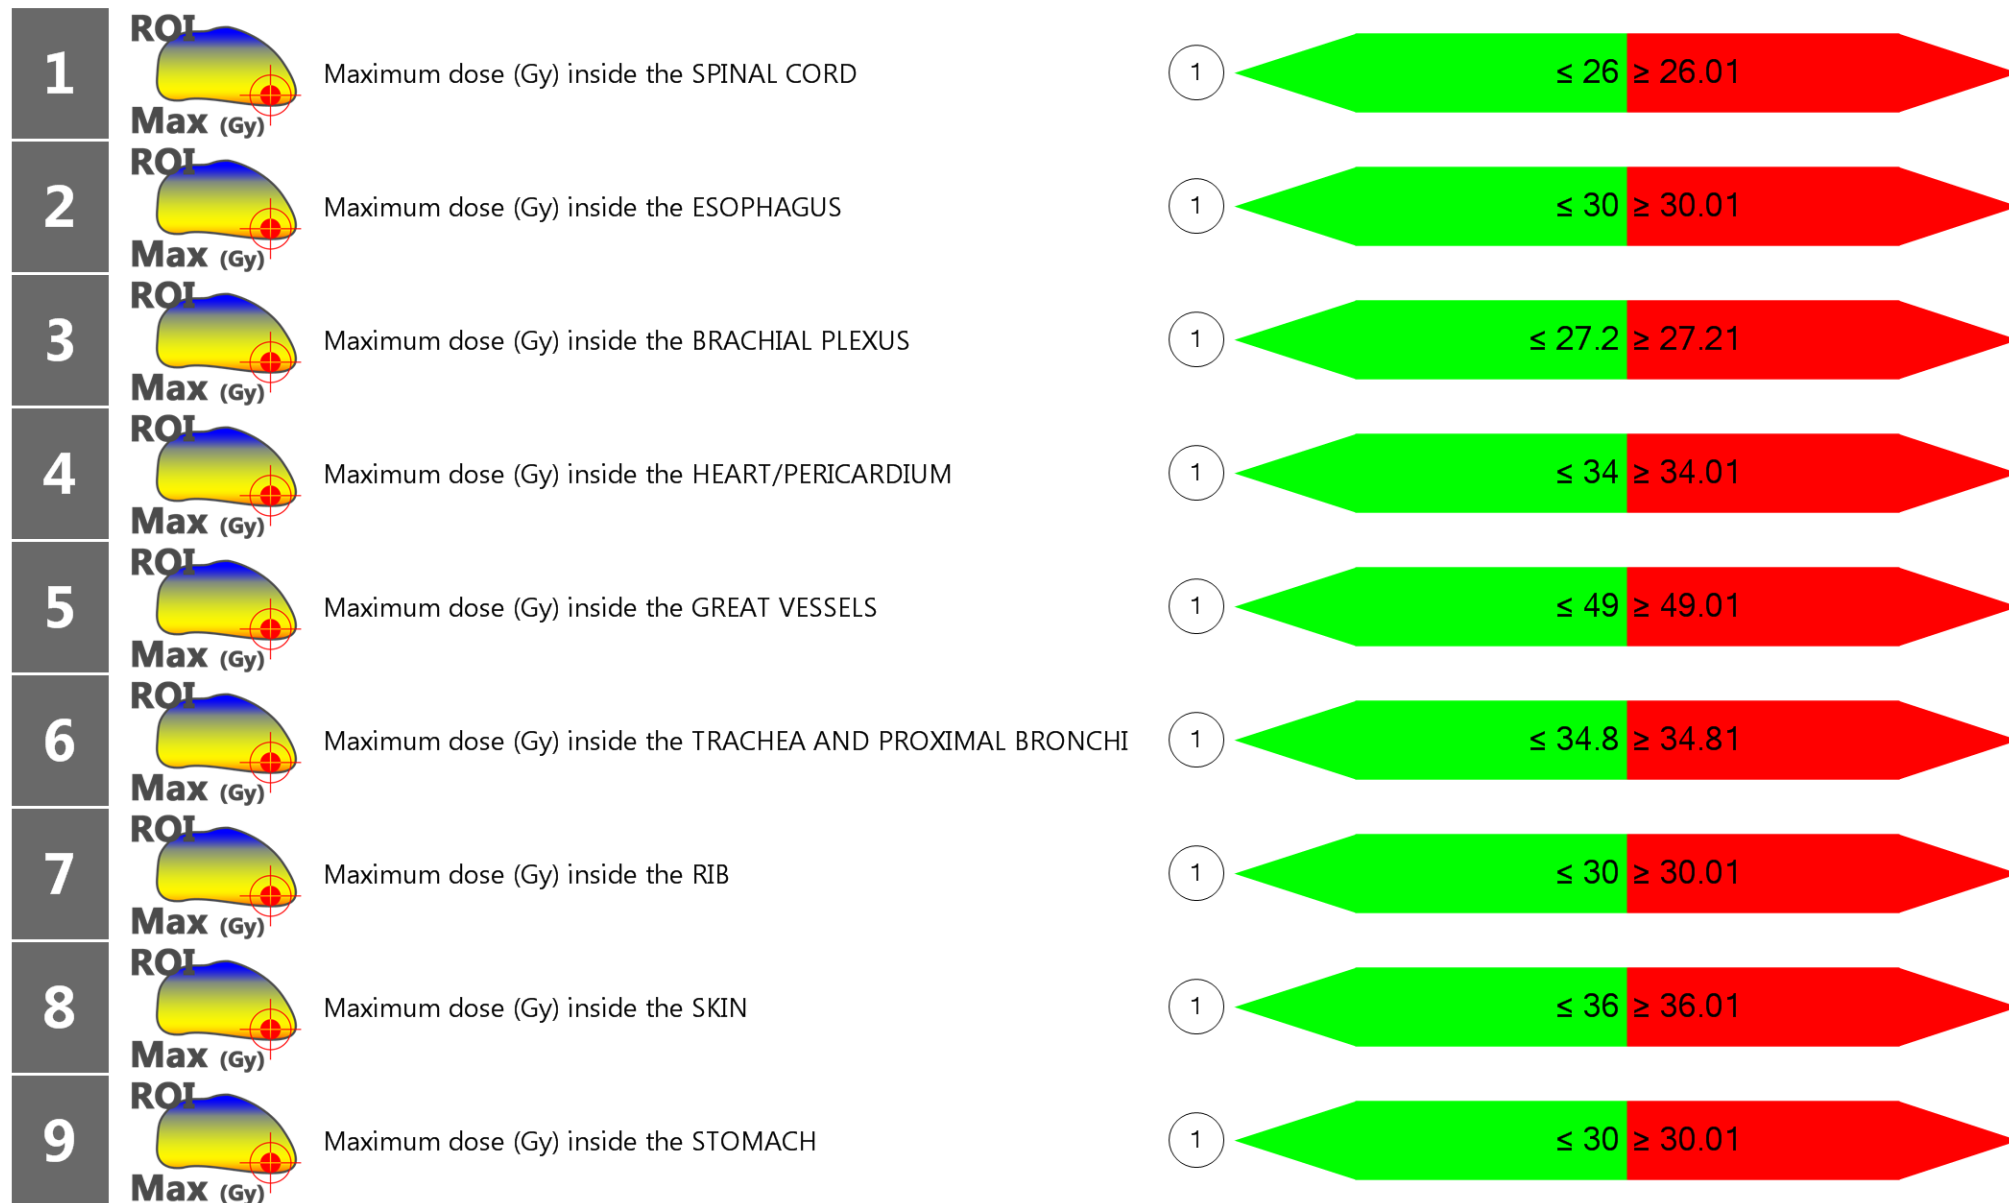 1 ROI Max (Gy) Maximum dose (Gy) inside the SPINAL CORD 1 ≤ 26 ≥ 26.01
2 ROI Max (Gy) Maximum dose (Gy) inside the ESOPHAGUS 1 ≤ 30 ≥ 30.01
3 ROI Max (Gy) Maximum dose (Gy) inside the BRACHIAL PLEXUS 1 ≤ 27.2 ≥ 27.21
4 ROI Max (Gy) Maximum dose (Gy) inside the HEART/PERICARDIUM 1 ≤ 34 ≥ 34.01
5 ROI Max (Gy) Maximum dose (Gy) inside the GREAT VESSELS 1 ≤ 49 ≥ 49.01
6 ROI Max (Gy) Maximum dose (Gy) inside the TRACHEA AND PROXIMAL BRONCHI 1 ≤ 34.8 ≥ 34.81
7 ROI Max (Gy) Maximum dose (Gy) inside the RIB 1 ≤ 30 ≥ 30.01
8 ROI Max (Gy) Maximum dose (Gy) inside the SKIN 1 ≤ 36 ≥ 36.01
9 ROI Max (Gy) Maximum dose (Gy) inside the STOMACH 1 ≤ 30 ≥ 30.01